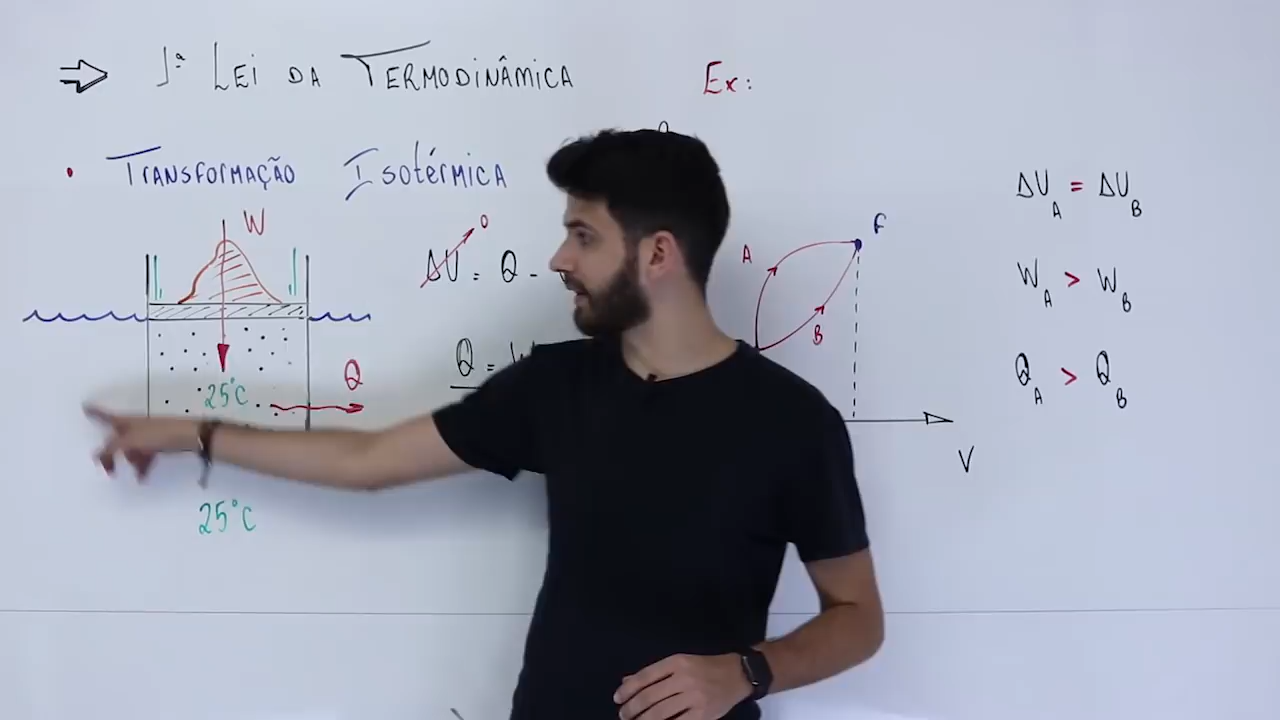 1ª Lei da Termodinâmica
• Transformação Isotérmica
W
0
ΔU = Q -
Q = W
Q
25°C
25°C
Ex:
A
B
F
V
ΔU_A = ΔU_B
W_A > W_B
Q_A > Q_B